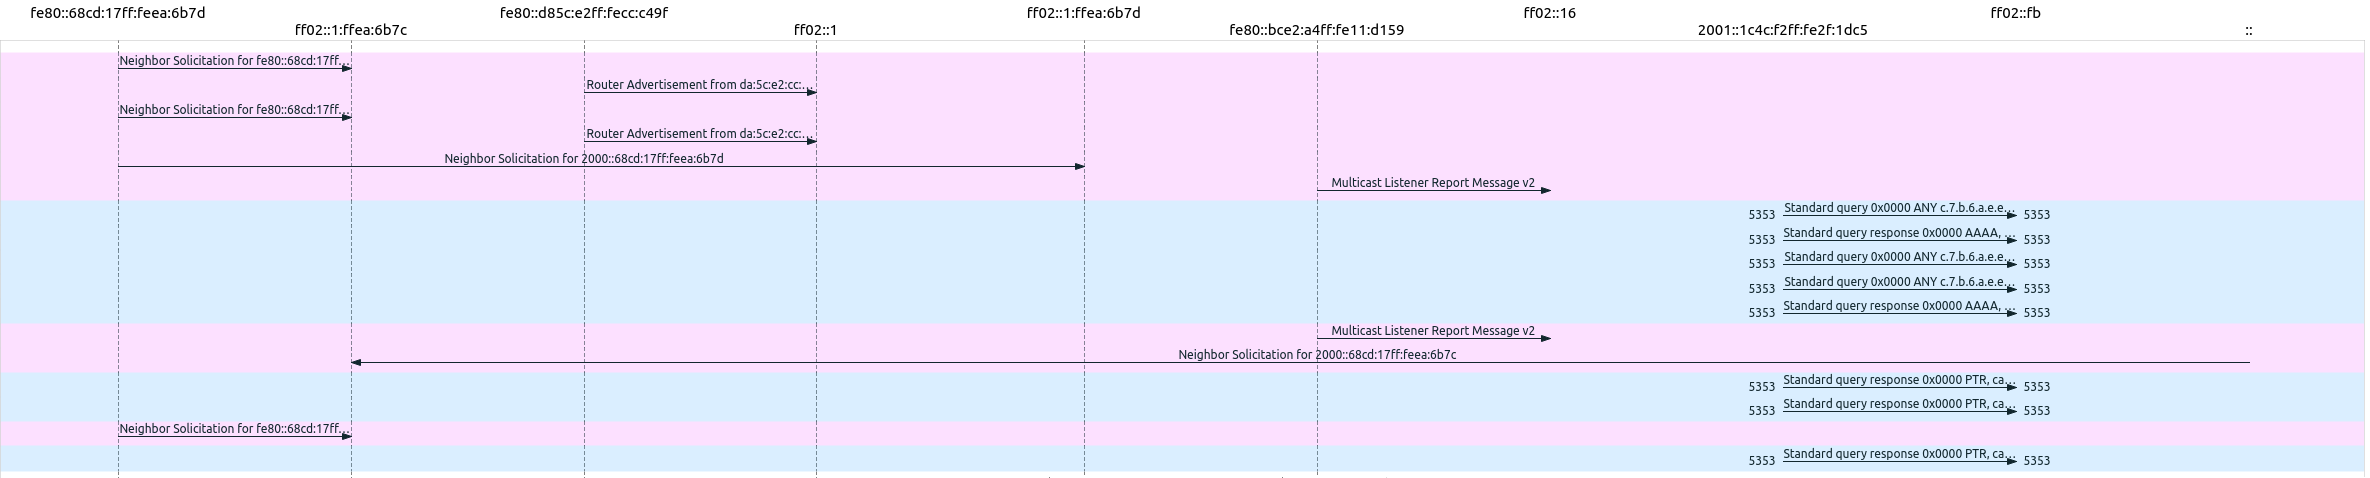 fe80::68cd:17ff:feea:6b7d
fe80::d85c:e2ff:fecc:c49f
ff02::1:ffea:6b7d
ff02::16
ff02::fb
ff02::1:ffea:6b7c
ff02::1
fe80::bce2:a4ff:fe11:d159
2001::1c4c:f2ff:fe2f:1dc5
::
Neighbor Solicitation for fe80::68cd:17ff…
Router Advertisement from da:5c:e2:cc:…
Neighbor Solicitation for fe80::68cd:17ff…
Router Advertisement from da:5c:e2:cc:…
Neighbor Solicitation for 2000::68cd:17ff:feea:6b7d
Multicast Listener Report Message v2
5353 Standard query 0x0000 ANY c.7.b.6.a.e.e… 5353
5353 Standard query response 0x0000 AAAA, … 5353
5353 Standard query 0x0000 ANY c.7.b.6.a.e.e… 5353
5353 Standard query 0x0000 ANY c.7.b.6.a.e.e… 5353
5353 Standard query response 0x0000 AAAA, … 5353
Multicast Listener Report Message v2
Neighbor Solicitation for 2000::68cd:17ff:feea:6b7c
5353 Standard query response 0x0000 PTR, ca… 5353
5353 Standard query response 0x0000 PTR, ca… 5353
Neighbor Solicitation for fe80::68cd:17ff…
5353 Standard query response 0x0000 PTR, ca… 5353